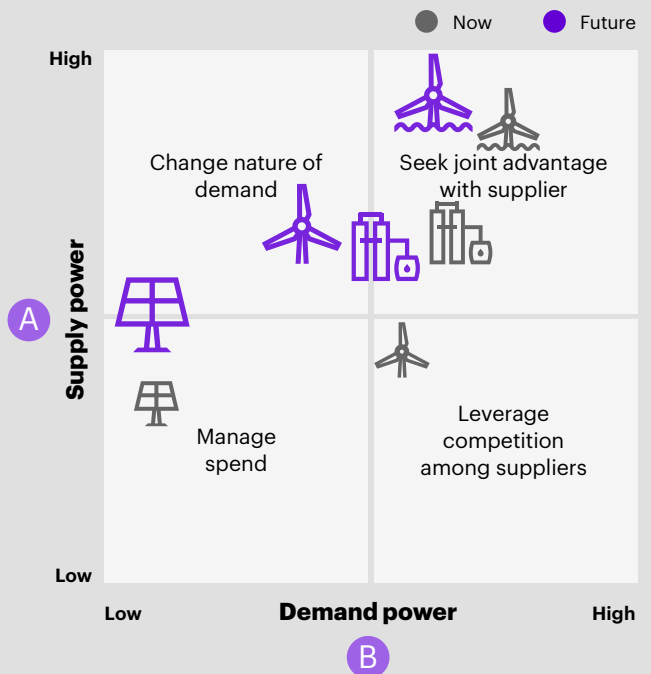 Now
Future
High
Change nature of
demand
Seek joint advantage
with supplier
A
Supply power
Manage
spend
Leverage
competition
among suppliers
Low
Low
Demand power
High
B